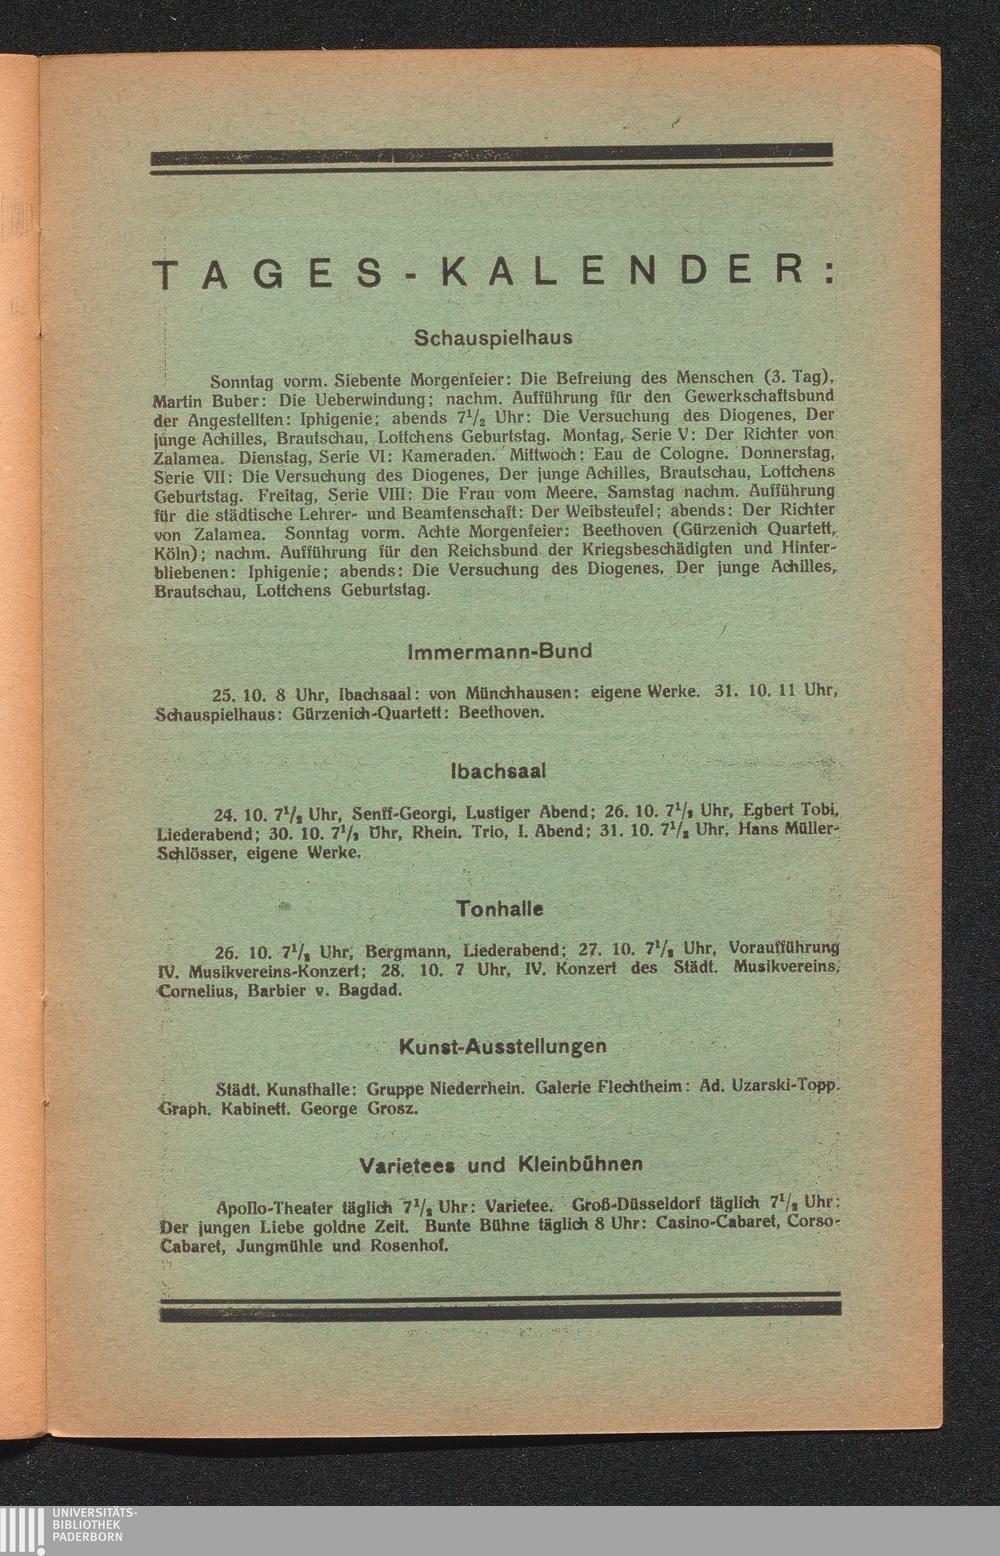 TAGES-KALENDER:
Schauspielhaus
Sonntag vorm. Siebente Morgenfeier: Die Befreiung des Menschen (3. Tag),
Martin Buber: Die Ueberwindung; nachm. Aufführung für den Gewerkschaftsbund
der Angestellten: Iphigenie; abends 7½ Uhr: Die Versuchung des Diogenes, Der
junge Achilles, Brautschau, Lottchens Geburtstag. Montag, Serie V: Der Richter von
Zalamea. Dienstag, Serie VI: Kameraden. Mittwoch: Eau de Cologne. Donnerstag,
Serie VII: Die Versuchung des Diogenes, Der junge Achilles, Brautschau, Lottchens
Geburtstag. Freitag, Serie VIII: Die Frau vom Meere. Samstag nachm. Aufführung
für die städtische Lehrer- und Beamtenschaft: Der Weibsteufel; abends: Der Richter
von Zalamea. Sonntag vorm. Achte Morgenfeier: Beethoven (Gürzenich Quartett,
Köln); nachm. Aufführung für den Reichsbund der Kriegsbeschädigten und Hinter-
bliebenen: Iphigenie; abends: Die Versuchung des Diogenes, Der junge Achilles,
Brautschau, Lottchens Geburtstag.
Immermann-Bund
25. 10. 8 Uhr, Ibachsaal: von Münchhausen: eigene Werke. 31. 10. 11 Uhr,
Schauspielhaus: Gürzenich-Quartett: Beethoven.
Ibachsaal
24. 10. 7½ Uhr, Senff-Georgi, Lustiger Abend; 26. 10. 7½ Uhr, Egbert Tobi,
Liederabend; 30. 10. 7½ Uhr, Rhein. Trio, I. Abend; 31. 10. 7½ Uhr, Hans Müller-
Schlösser, eigene Werke.
Tonhalle
26. 10. 7½ Uhr, Bergmann, Liederabend; 27. 10. 7½ Uhr, Voraufführung
IV. Musikvereins-Konzert; 28. 10. 7 Uhr, IV. Konzert des Städt. Musikvereins,
Cornelius, Barbier v. Bagdad.
Kunst-Ausstellungen
Städt. Kunsthalle: Gruppe Niederrhein. Galerie Flechtheim: Ad. Uzarski-Topp.
Graph. Kabinett. George Grosz.
Varietees und Kleinbühnen
Apollo-Theater täglich 7½ Uhr: Varietee. Groß-Düsseldorf täglich 7½ Uhr:
Der jungen Liebe goldne Zeit. Bunte Bühne täglich 8 Uhr: Casino-Cabaret, Corso-
Cabaret, Jungmühle und Rosenhof.
UNIVERSITÄTS-
BIBLIOTHEK
PADERBORN